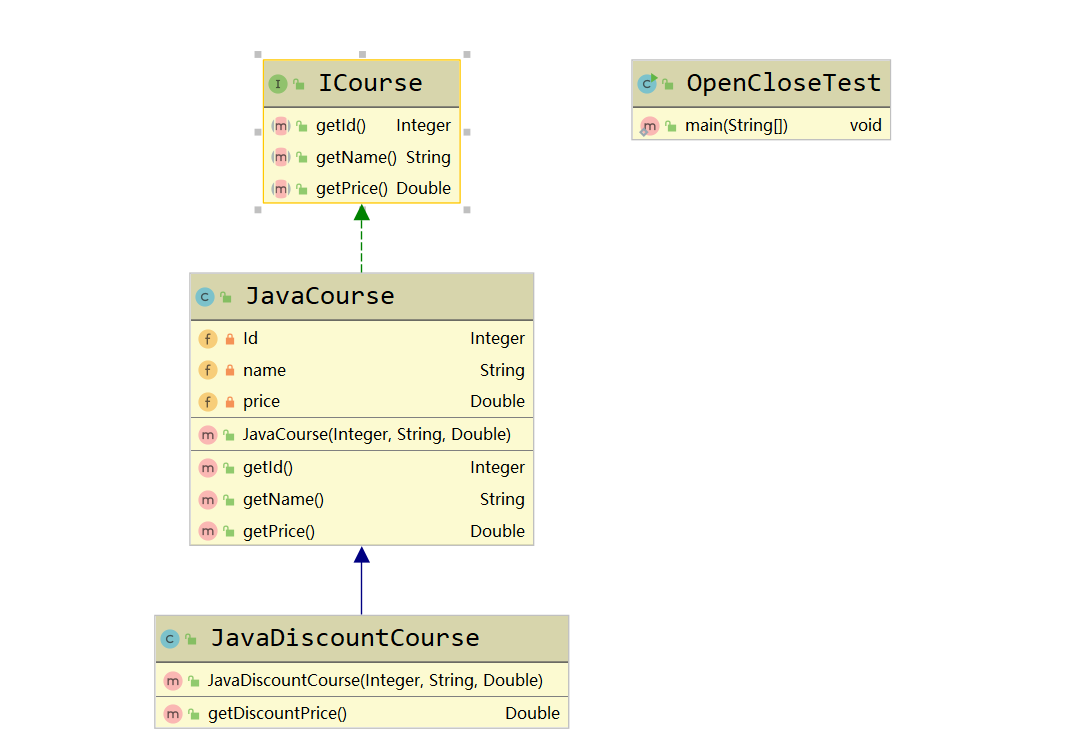 ICourse
getId() Integer
getName() String
getPrice() Double
OpenCloseTest
main(String[]) void
JavaCourse
Id Integer
name String
price Double
JavaCourse(Integer, String, Double)
getId() Integer
getName() String
getPrice() Double
JavaDiscountCourse
JavaDiscountCourse(Integer, String, Double)
getDiscountPrice() Double